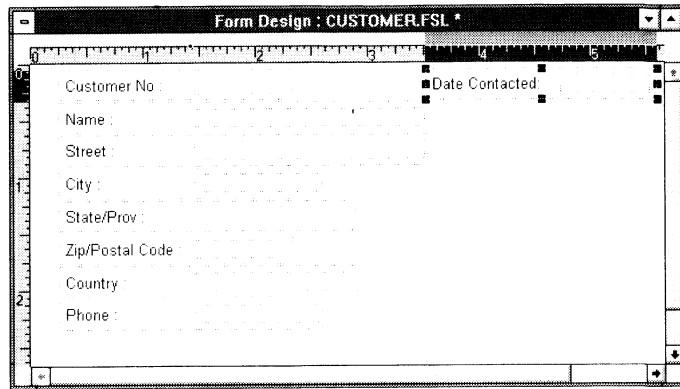 Form Design : CUSTOMER.FSL *
0 1 2 3 4 5
0
Customer No :
Date Contacted:
Name :
Street :
City :
1
State/Prov :
Zip/Postal Code
Country
2
Phone :